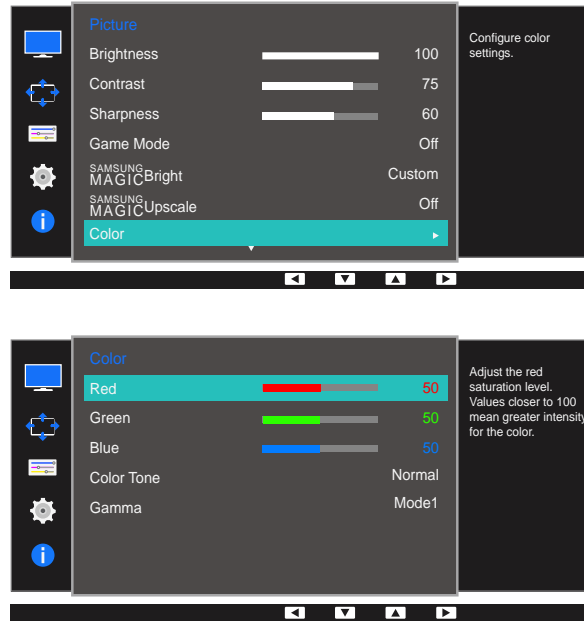 Picture
Configure color
settings.
Brightness 100
Contrast 75
Sharpness 60
Game Mode Off
SAMSUNG
MAGICBright Custom
SAMSUNG
MAGICUpscale Off
Color
Color
Adjust the red
saturation level.
Values closer to 100
mean greater intensity
for the color.
Red 50
Green 50
Blue 50
Color Tone Normal
Gamma Mode1